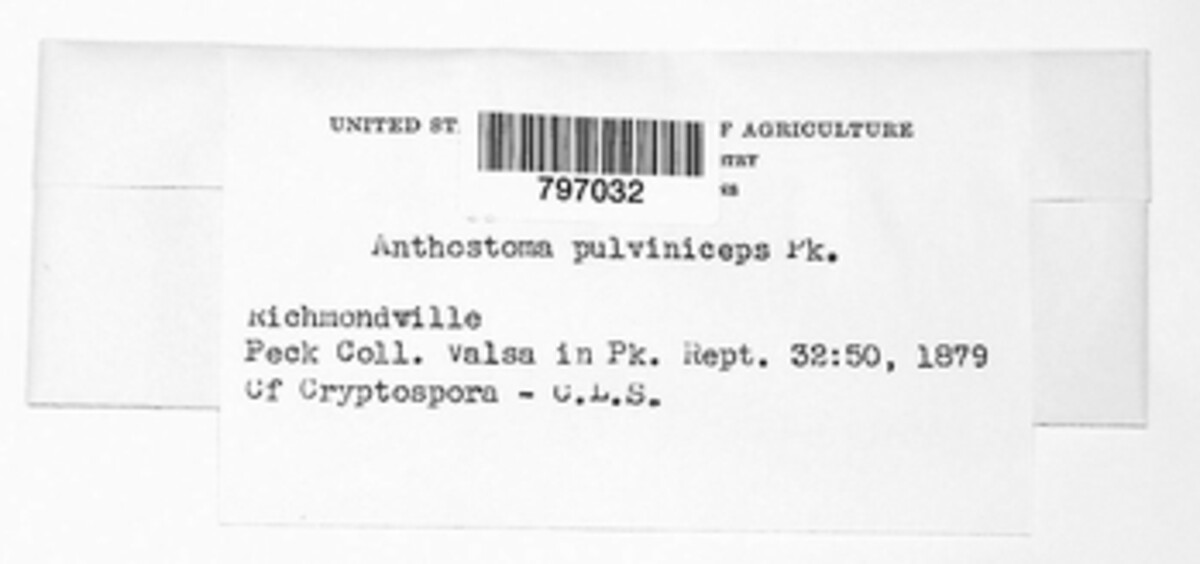 UNITED ST F AGRICULTURE
TRY
797032
Anthostoma pulviniceps Pk.
Richmondville
Peck Coll. Valsa in Pk. Rept. 32:50, 1879
Cf Cryptospora - C.L.S.